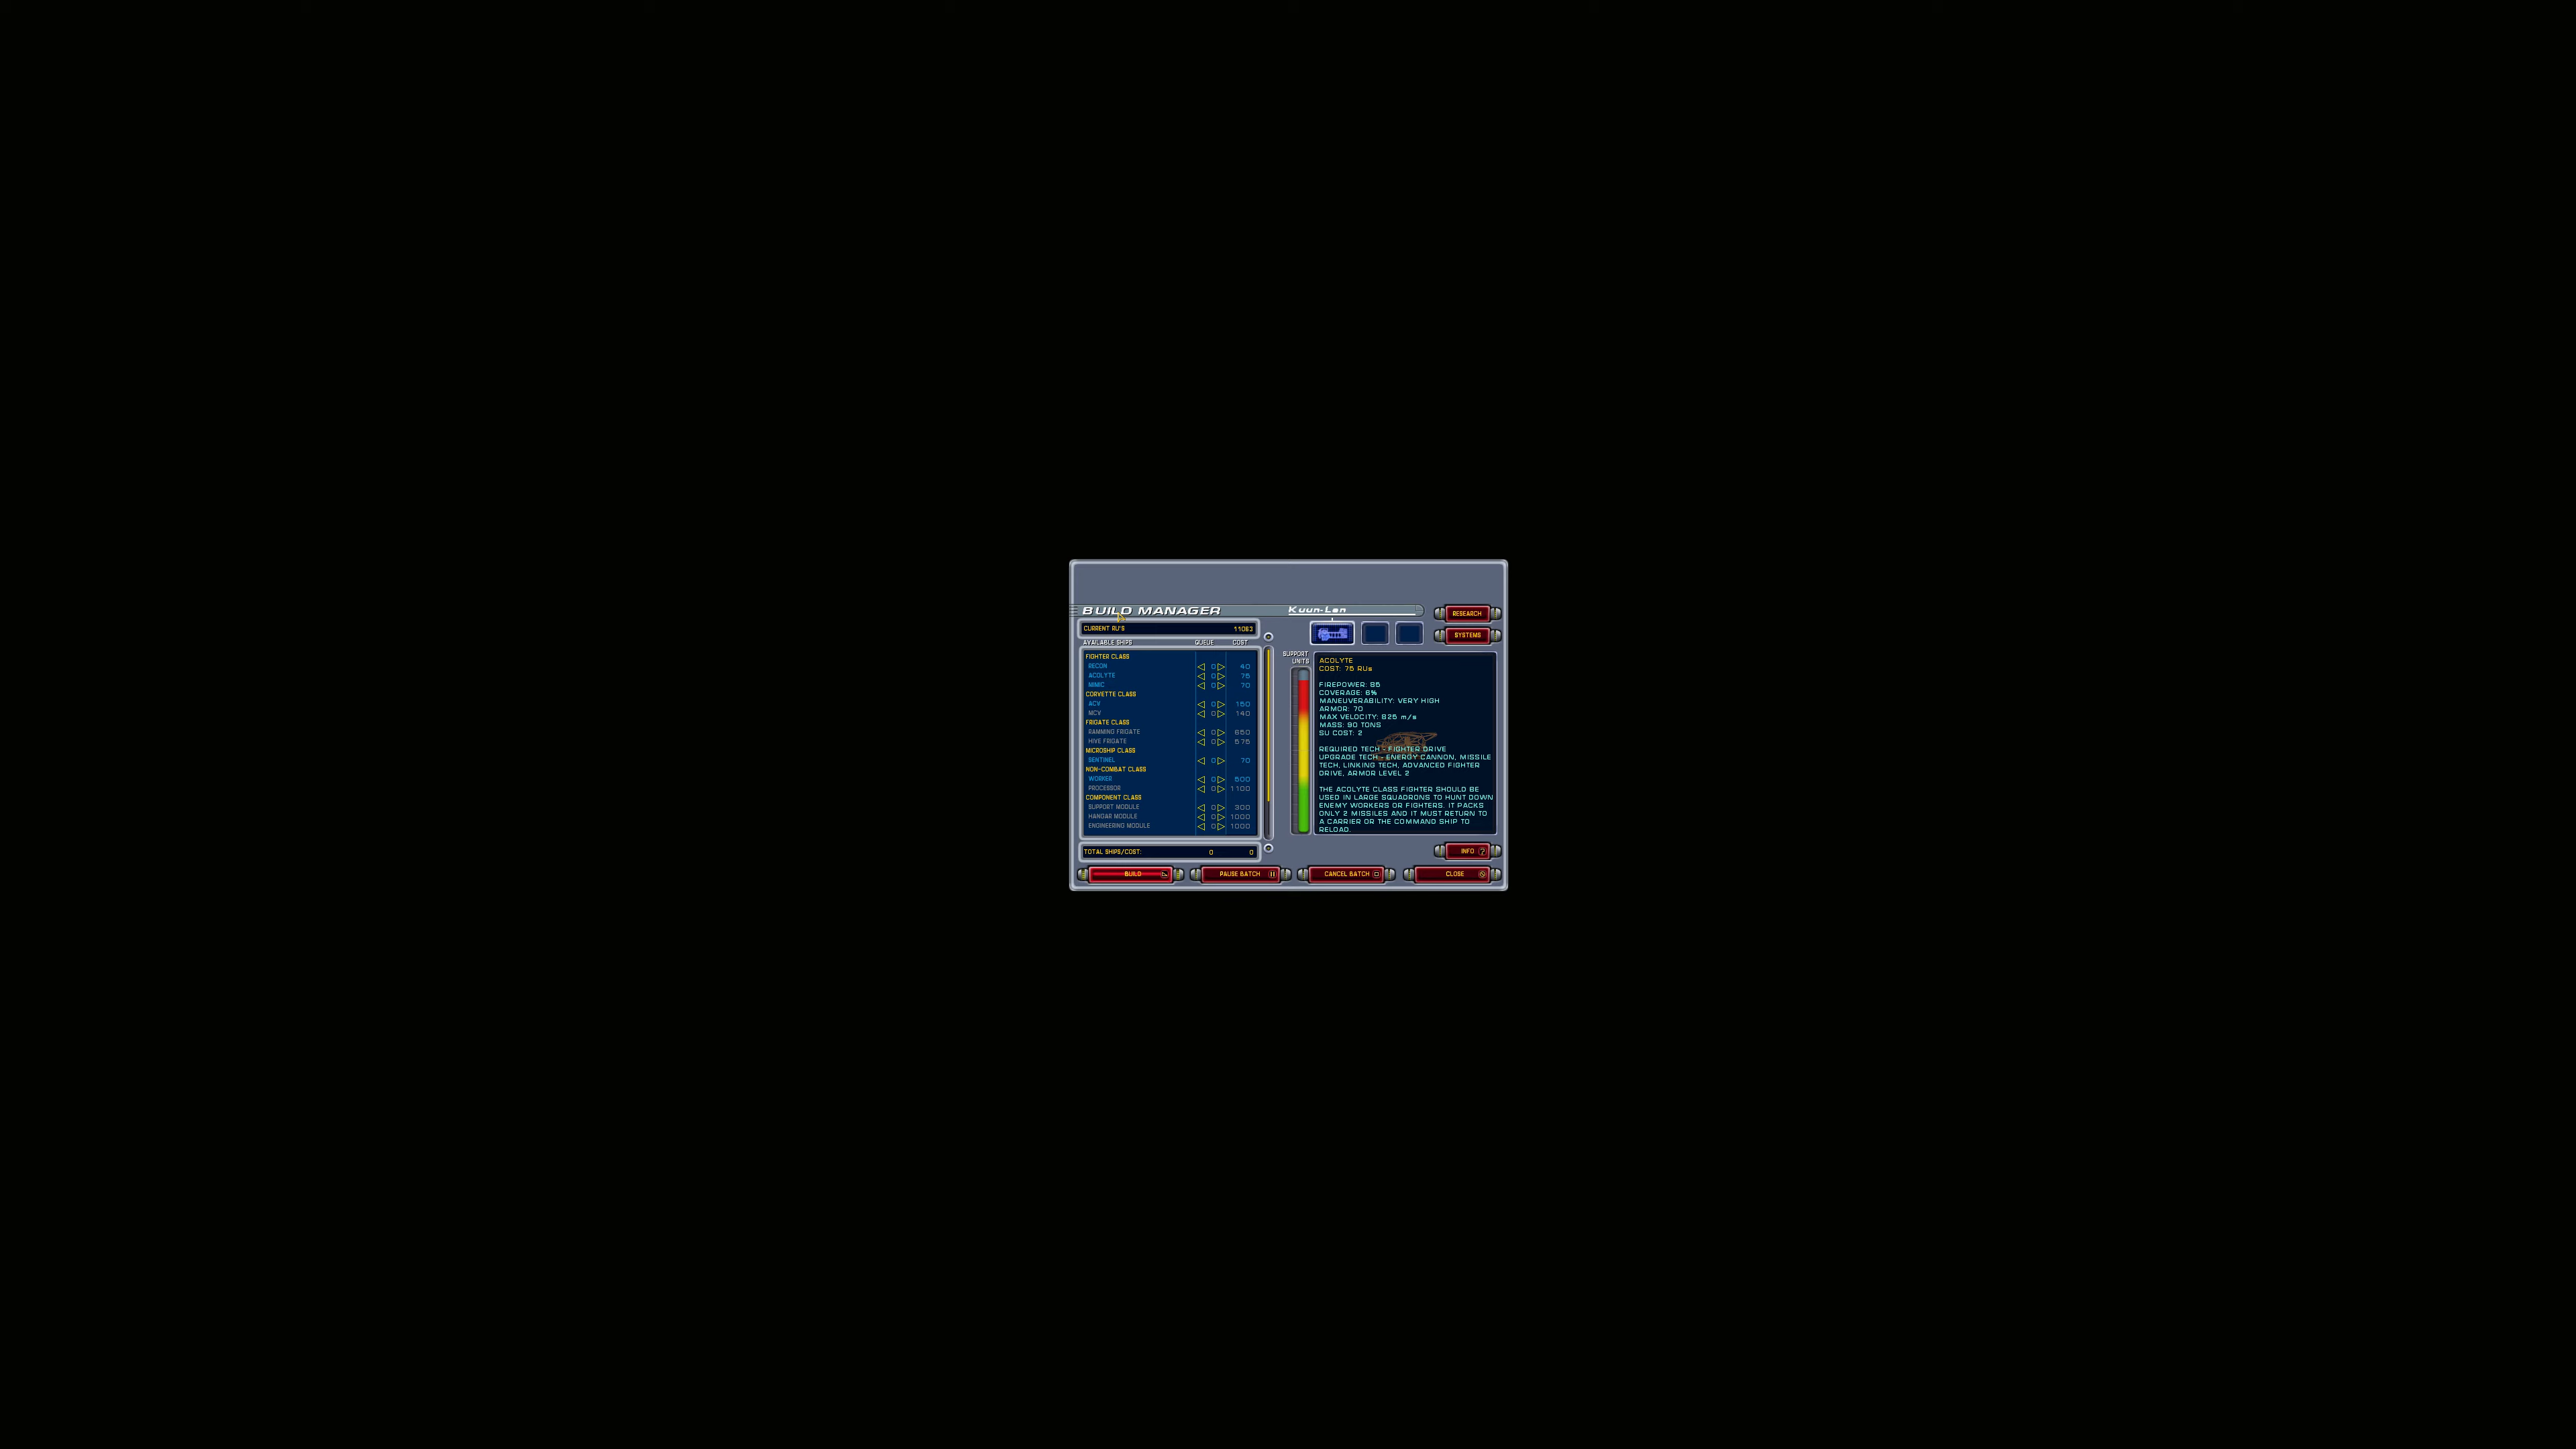 BUILD MANAGER
Kuun-Lan
RESEARCH
CURRENT RU'S 11063
SYSTEMS
AVAILABLE SHIPS QUEUE COST
FIGHTER CLASS
RECON 0 40
ACOLYTE 0 75
MIMIC 0 70
CORVETTE CLASS
ACV 0 150
MCV 0 140
FRIGATE CLASS
RAMMING FRIGATE 0 650
HIVE FRIGATE 0 575
MICROSHIP CLASS
SENTINEL 0 70
NON-COMBAT CLASS
WORKER 0 500
PROCESSOR 0 1100
COMPONENT CLASS
SUPPORT MODULE 0 300
HANGAR MODULE 0 1000
ENGINEERING MODULE 0 1000
TOTAL SHIPS/COST: 0 0
SUPPORT
UNITS
ACOLYTE
COST: 75 RUs
FIREPOWER: 85
COVERAGE: 6%
MANEUVERABILITY: VERY HIGH
ARMOR: 70
MAX VELOCITY: 825 m/s
MASS: 90 TONS
SU COST: 2
REQUIRED TECH - FIGHTER DRIVE
UPGRADE TECH - ENERGY CANNON, MISSILE
TECH, LINKING TECH, ADVANCED FIGHTER
DRIVE, ARMOR LEVEL 2
THE ACOLYTE CLASS FIGHTER SHOULD BE
USED IN LARGE SQUADRONS TO HUNT DOWN
ENEMY WORKERS OR FIGHTERS. IT PACKS
ONLY 2 MISSILES AND IT MUST RETURN TO
A CARRIER OR THE COMMAND SHIP TO
RELOAD.
INFO ?
BUILD
PAUSE BATCH
CANCEL BATCH
CLOSE